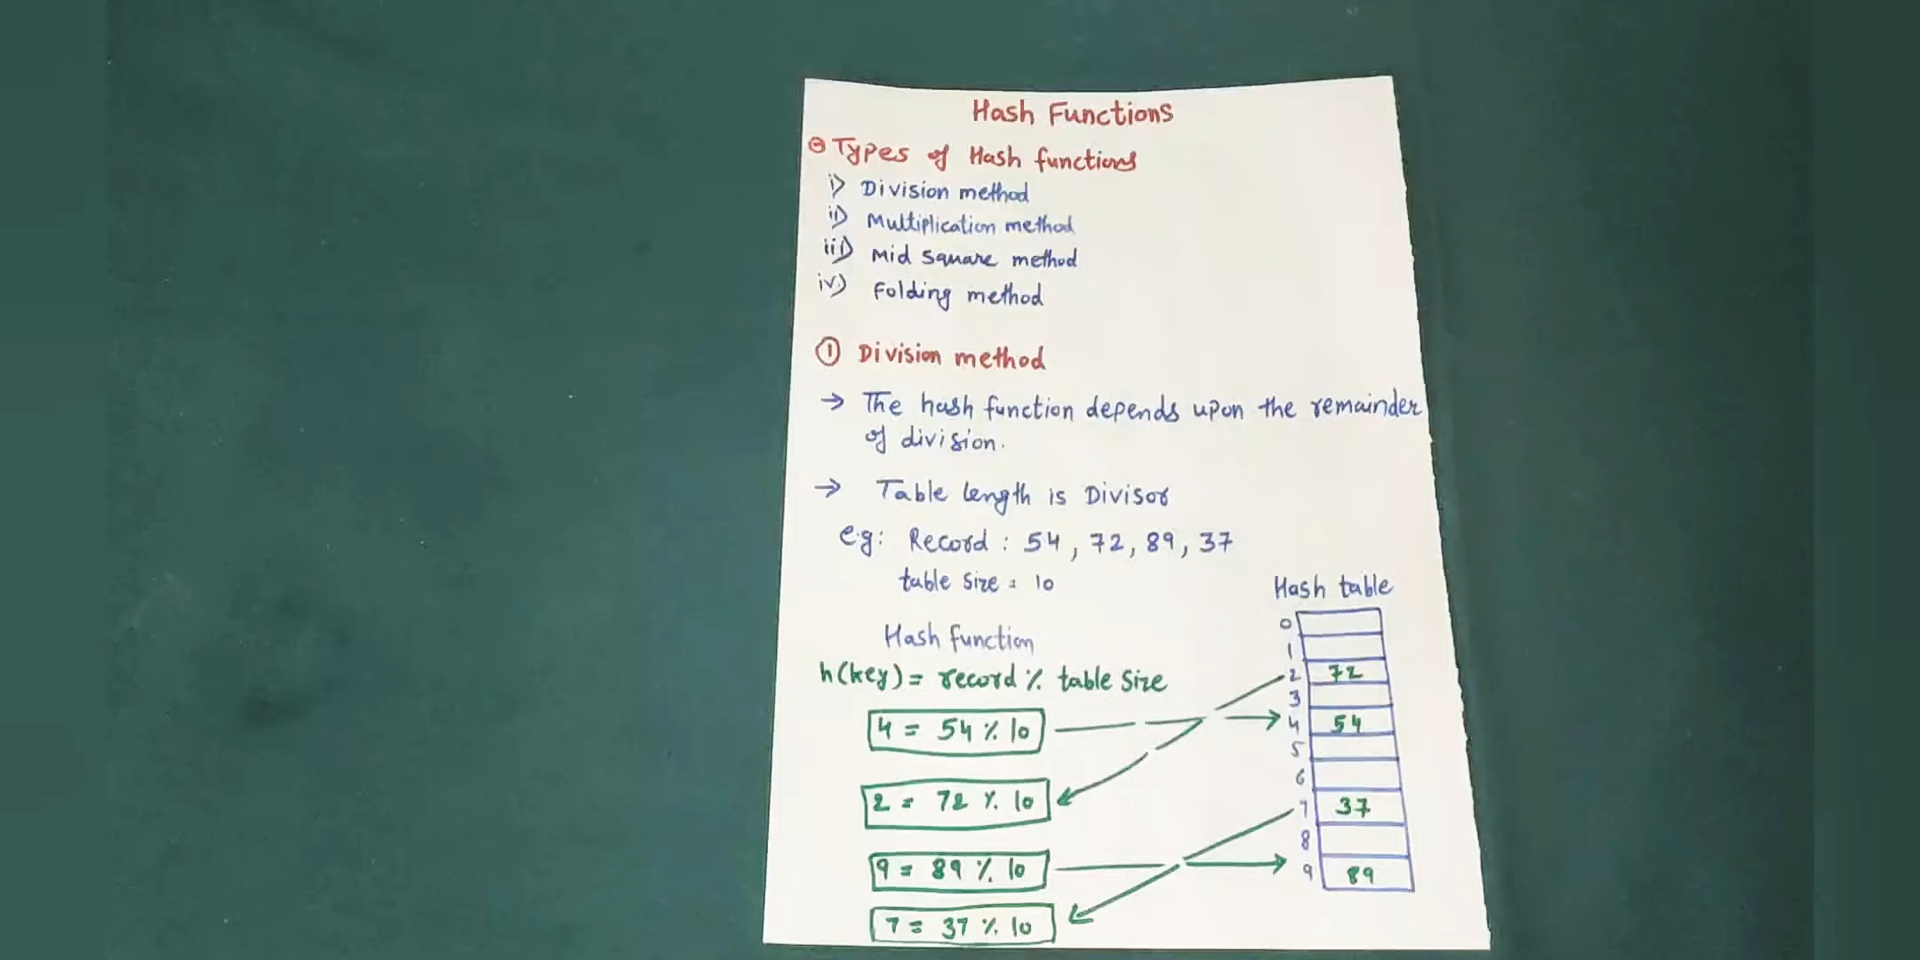 Hash Functions
Types of Hash functions
i) Division method
ii) Multiplication method
iii) Mid square method
iv) Folding method
① Division method
→ The hash function depends upon the remainder
of division.
→ Table length is Divisor
e.g: Record : 54, 72, 89, 37
table size = 10
Hash function
h(key) = record % table size
4 = 54 % 10
2 = 72 % 10
9 = 89 % 10
7 = 37 % 10
Hash table
0
1
2 72
3
4 54
5
6
7 37
8
9 89